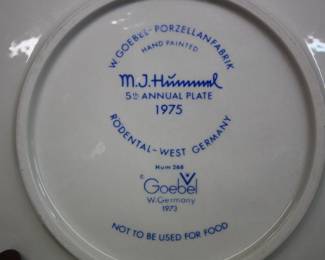 W. GOEBEL-PORZELLANFABRIK
HAND PAINTED
M.J. Hummel
5th ANNUAL PLATE
1975
RODENTAL-WEST GERMANY
Hum 268
© Goebel
W. Germany
1973
NOT TO BE USED FOR FOOD